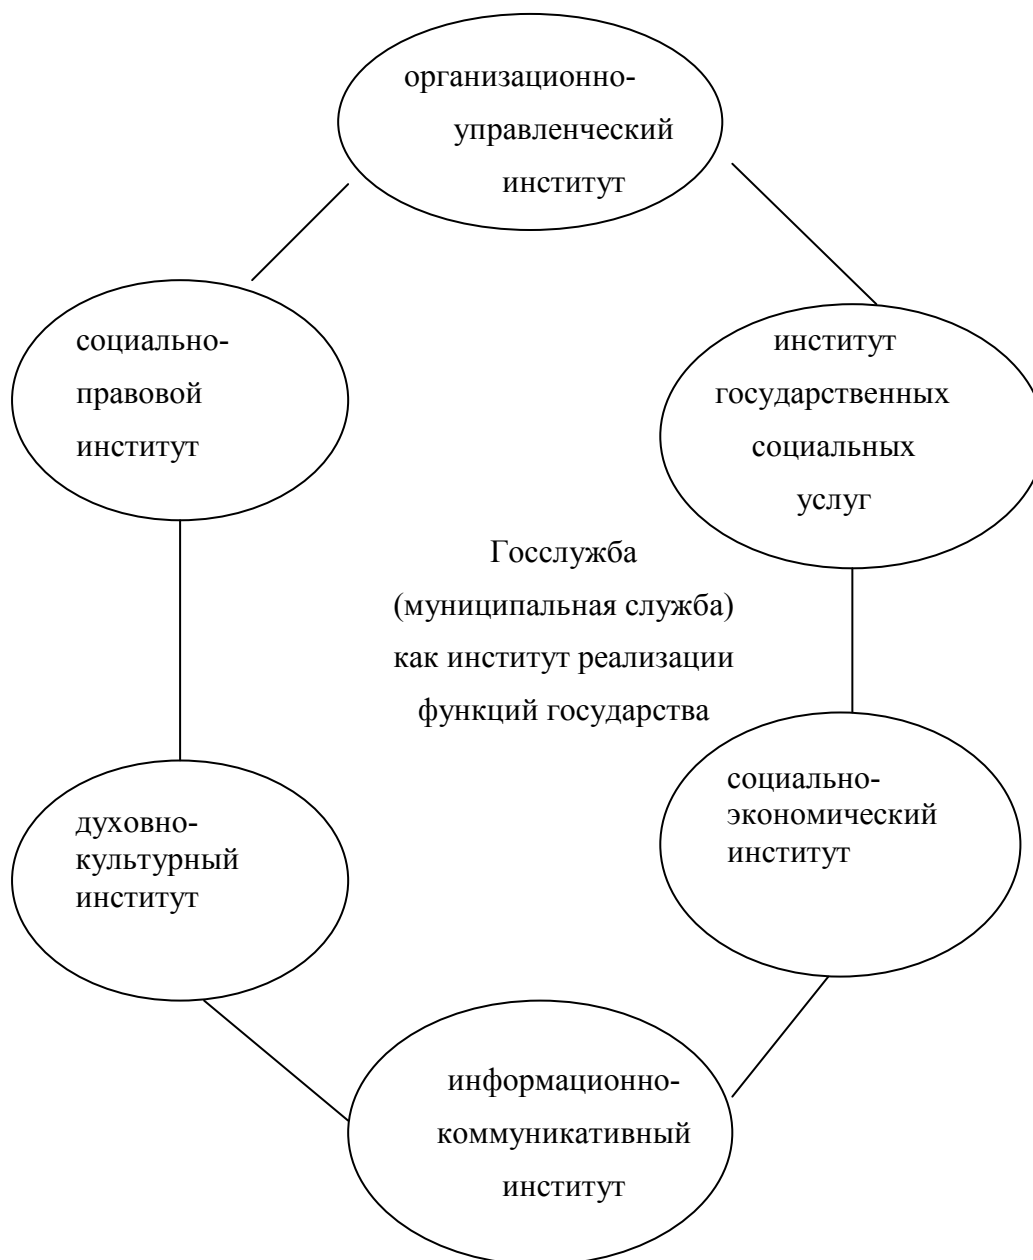 организационно-
управленческий
институт
социально-
правовой
институт
институт
государственных
социальных
услуг
Госслужба
(муниципальная служба)
как институт реализации
функций государства
духовно-
культурный
институт
социально-
экономический
институт
информационно-
коммуникативный
институт